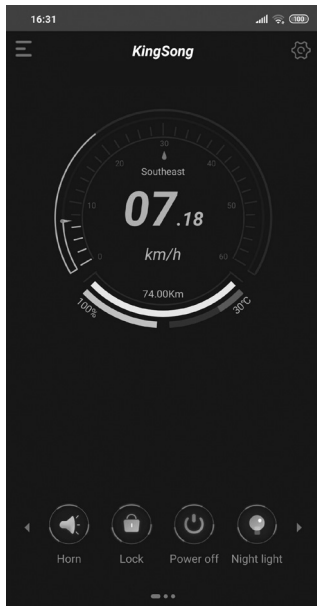 16:31
100
KingSong
30
20
40
Southeast
10
07.18
50
km/h
0
60
74.00Km
100%
30℃
Horn
Lock
Power off
Night light